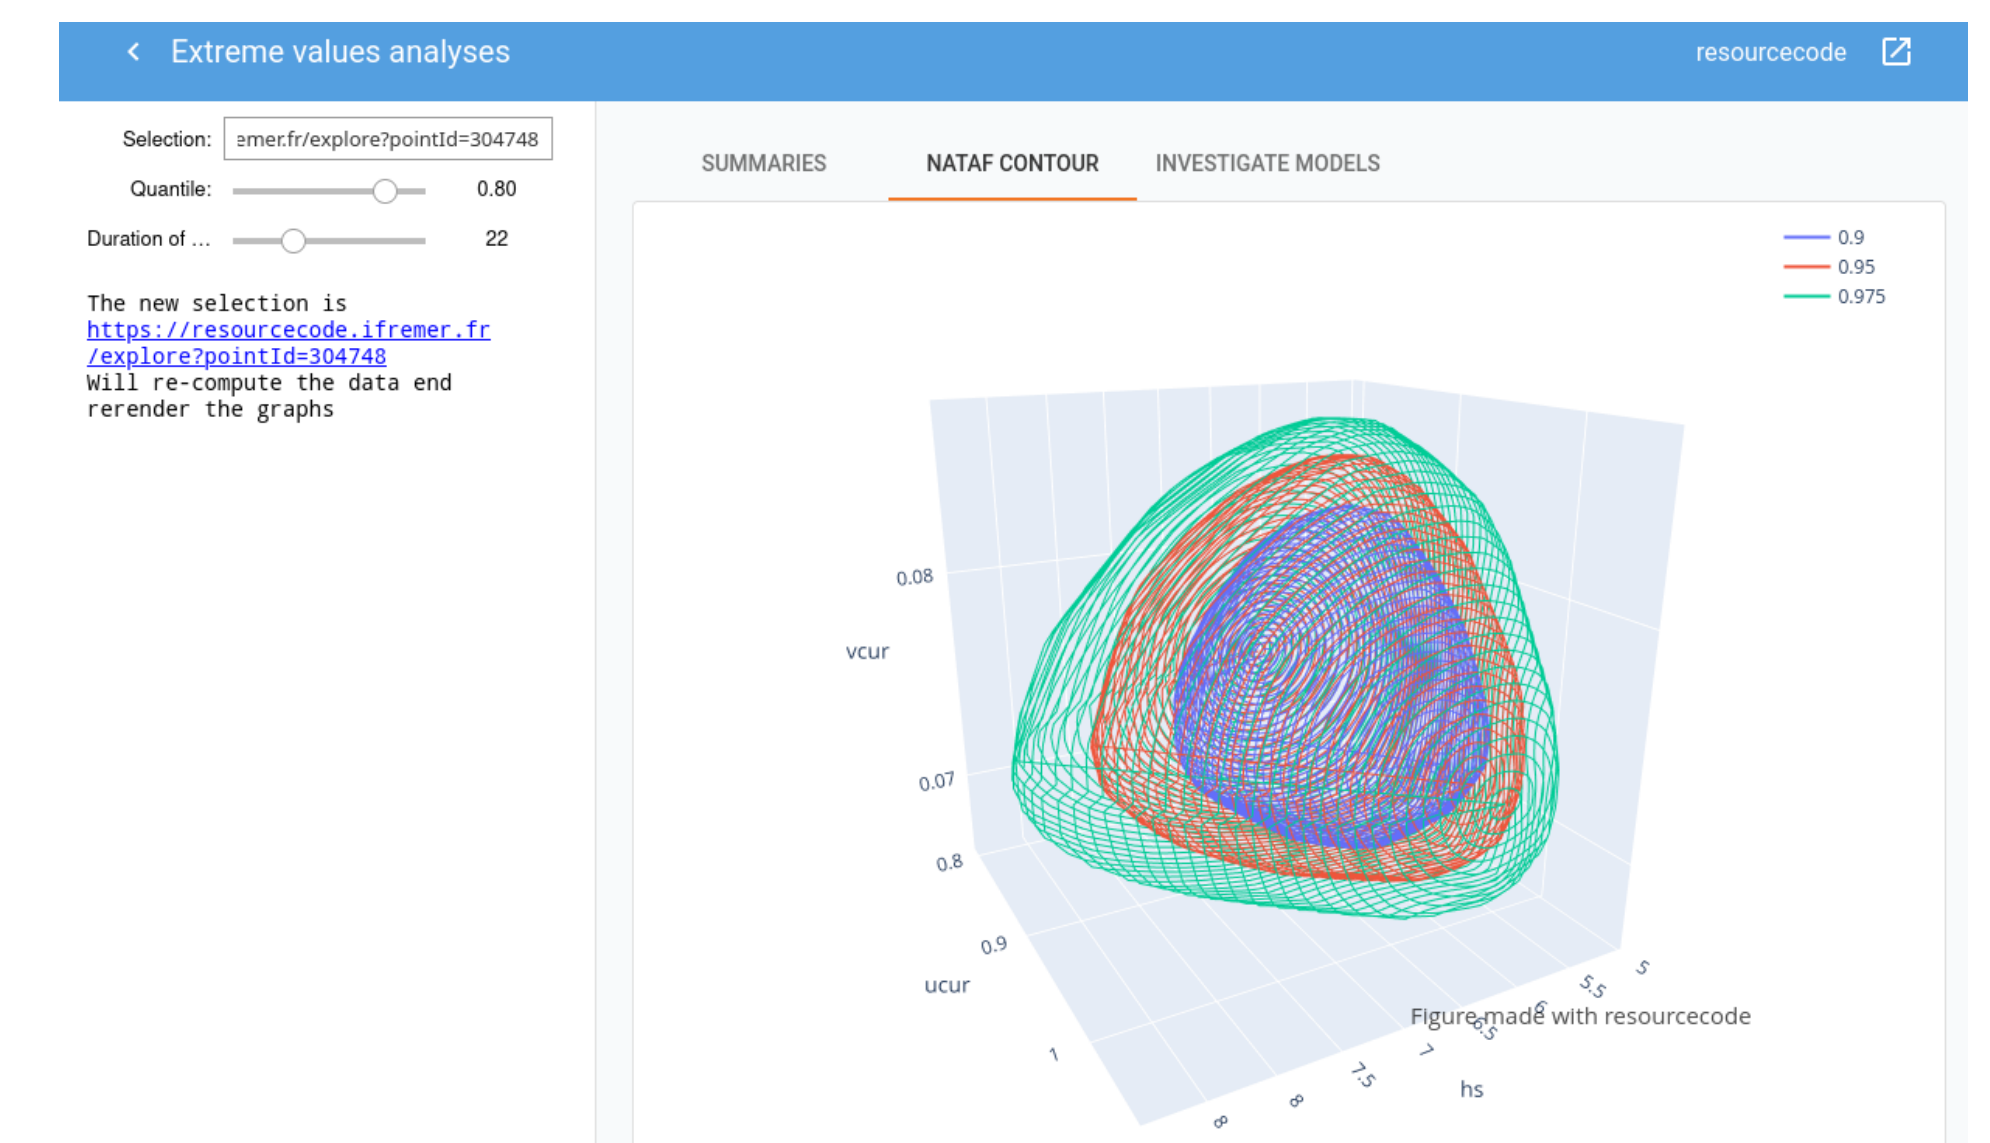 Extreme values analyses
resourcecode
Selection: emer.fr/explore?pointId=304748
Quantile: 0.80
Duration of ... 22
The new selection is
https://resourcecode.ifremer.fr
/explore?pointId=304748
Will re-compute the data end
rerender the graphs
SUMMARIES NATAF CONTOUR INVESTIGATE MODELS
0.9
0.95
0.975
0.08
vcur
0.07
0.8
0.9
ucur
1
5
5.5
6
6.5
7
7.5
8
8
hs
Figure made with resourcecode